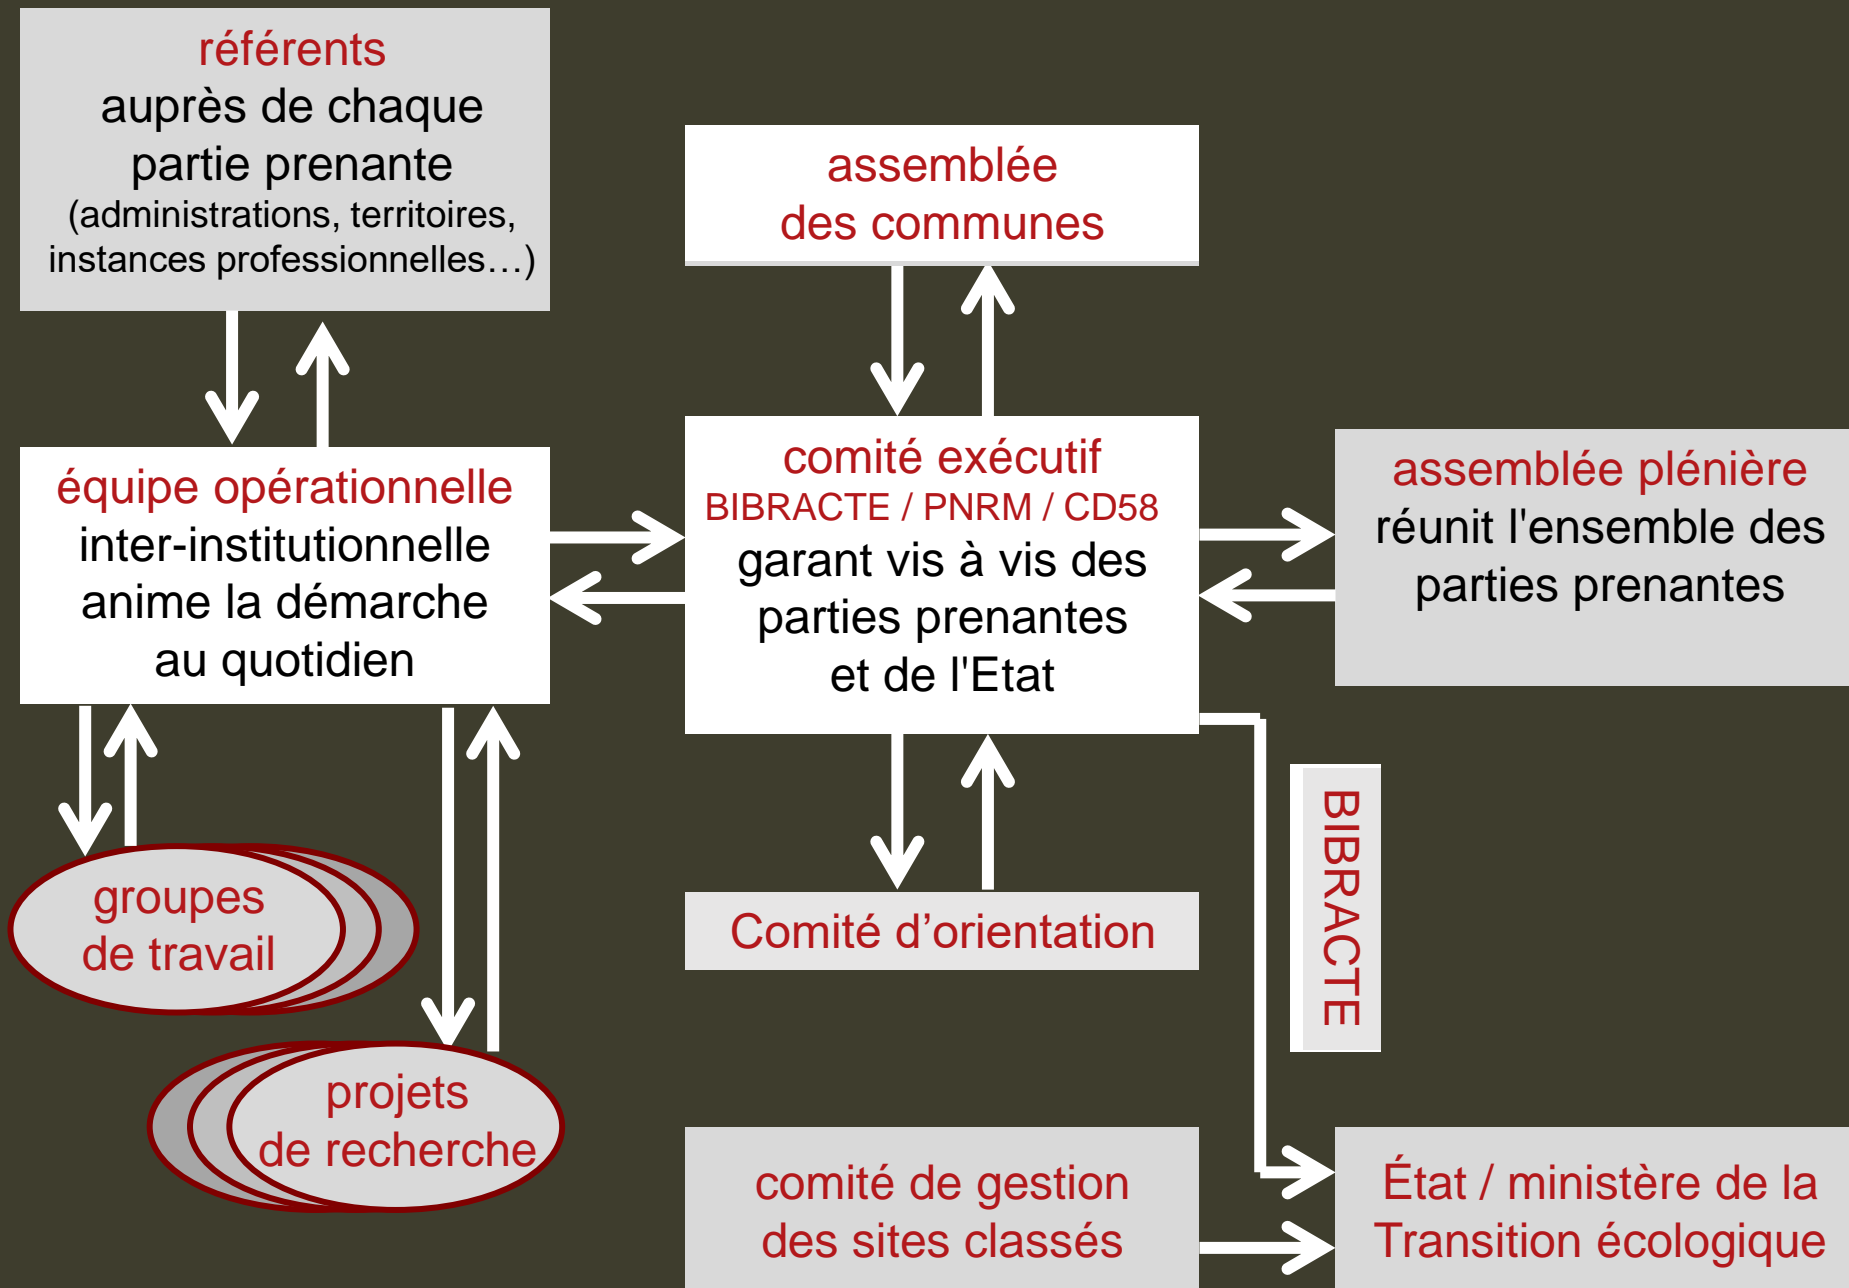 référents
auprès de chaque
partie prenante
(administrations, territoires,
instances professionnelles…)
assemblée
des communes
équipe opérationnelle
inter-institutionnelle
anime la démarche
au quotidien
comité exécutif
BIBRACTE / PNRM / CD58
garant vis à vis des
parties prenantes
et de l'Etat
assemblée plénière
réunit l'ensemble des
parties prenantes
groupes
de travail
projets
de recherche
Comité d’orientation
BIBRACTE
comité de gestion
des sites classés
État / ministère de la
Transition écologique